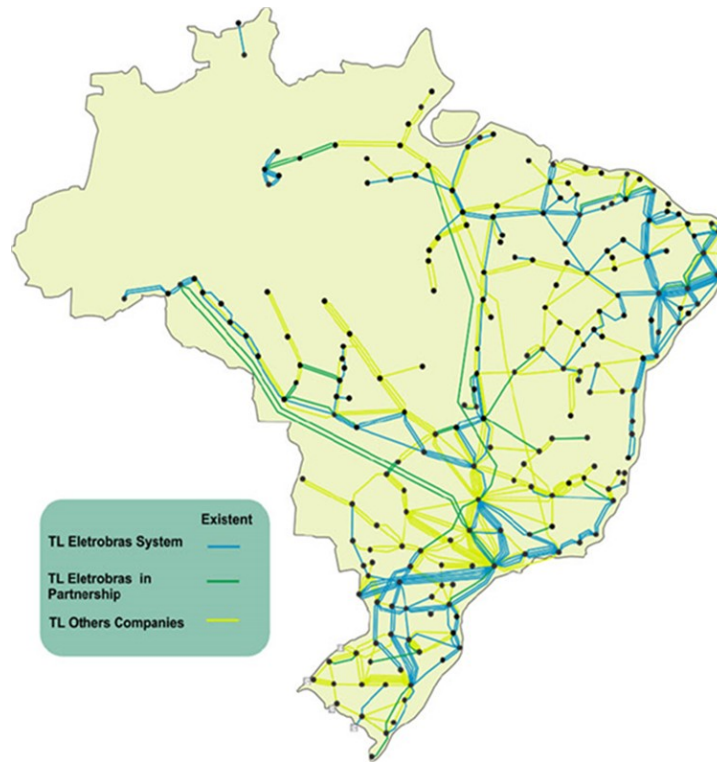 Existent
TL Eletrobras System
TL Eletrobras in
Partnership
TL Others Companies